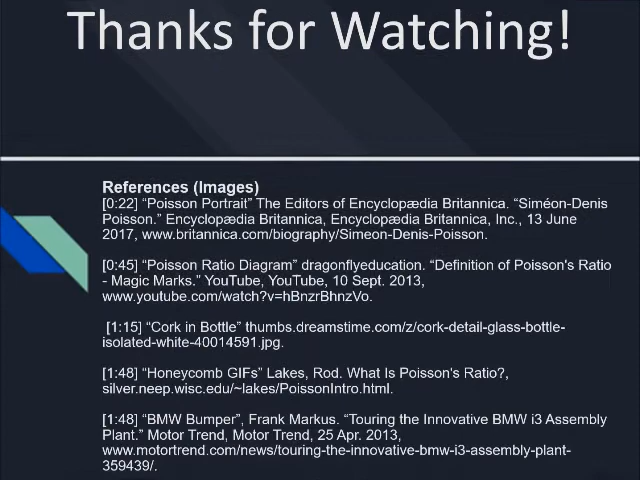 Thanks for Watching!
References (Images)
[0:22] “Poisson Portrait” The Editors of Encyclopædia Britannica. “Siméon-Denis
Poisson.” Encyclopædia Britannica, Encyclopædia Britannica, Inc., 13 June
2017, www.britannica.com/biography/Simeon-Denis-Poisson.
[0:45] “Poisson Ratio Diagram” dragonflyeducation. “Definition of Poisson's Ratio
- Magic Marks.” YouTube, YouTube, 10 Sept. 2013,
www.youtube.com/watch?v=hBnzrBhnzVo.
[1:15] “Cork in Bottle” thumbs.dreamstime.com/z/cork-detail-glass-bottle-
isolated-white-40014591.jpg.
[1:48] “Honeycomb GIFs” Lakes, Rod. What Is Poisson's Ratio?,
silver.neep.wisc.edu/~lakes/PoissonIntro.html.
[1:48] “BMW Bumper”, Frank Markus. “Touring the Innovative BMW i3 Assembly
Plant.” Motor Trend, Motor Trend, 25 Apr. 2013,
www.motortrend.com/news/touring-the-innovative-bmw-i3-assembly-plant-
359439/.